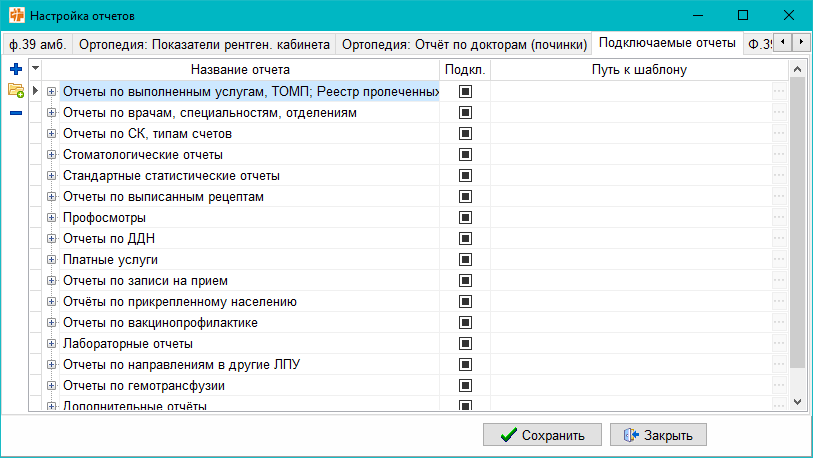 Настройка отчетов
ф.39 амб. Ортопедия: Показатели рентген. кабинета Ортопедия: Отчёт по докторам (починки) Подключаемые отчеты Ф.39
Название отчета Подкл. Путь к шаблону
Отчеты по выполненным услугам, ТОМП; Реестр пролеченных
Отчеты по врачам, специальностям, отделениям
Отчеты по СК, типам счетов
Стоматологические отчеты
Стандартные статистические отчеты
Отчеты по выписанным рецептам
Профосмотры
Отчеты по ДДН
Платные услуги
Отчеты по записи на прием
Отчёты по прикрепленному населению
Отчеты по вакцинопрофилактике
Лабораторные отчеты
Отчеты по направлениям в другие ЛПУ
Отчеты по гемотрансфузии
Дополнительные отчёты
Сохранить Закрыть